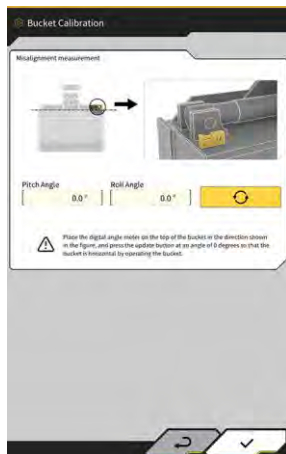 Bucket Calibration
Misalignment measurement
Pitch Angle
Roll Angle
[ 0.0 ° ]
[ 0.0 ° ]
Place the digital angle meter on the top of the bucket in the direction shown
in the figure, and press the update button at an angle of 0 degrees so that the
bucket is horizontal by operating the bucket.